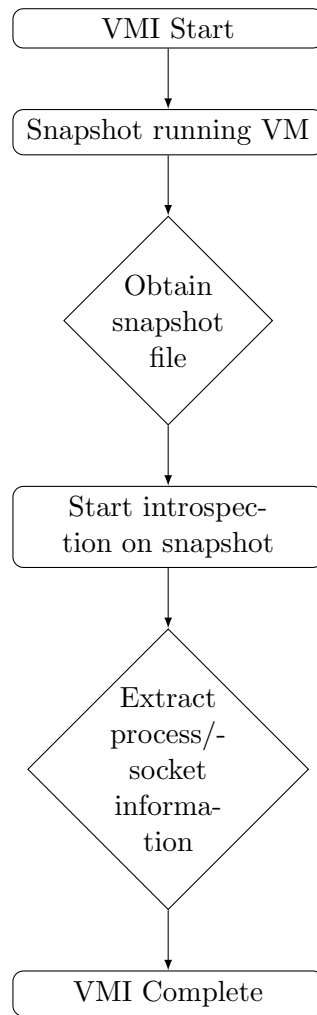 VMI Start
Snapshot running VM
Obtain
snapshot
file
Start introspec-
tion on snapshot
Extract
process/-
socket
informa-
tion
VMI Complete